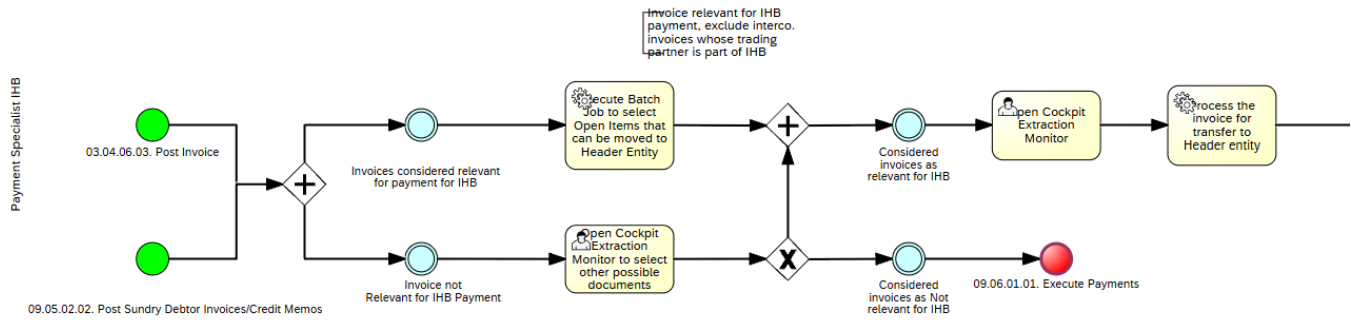 Payment Specialist IHB
Invoice relevant for IHB
payment, exclude interco.
invoices whose trading
partner is part of IHB
03.04.06.03. Post Invoice
Invoices considered relevant
for payment for IHB
ecute Batch
Job to select
Open Items that
can be moved to
Header Entity
Considered
invoices as
relevant for IHB
pen Cockpit
Extraction
Monitor
rocess the
invoice for
transfer to
Header entity
09.05.02.02. Post Sundry Debtor Invoices/Credit Memos
Invoice not
Relevant for IHB Payment
Open Cockpit
Extraction
Monitor to select
other possible
documents
X
Considered
invoices as Not
relevant for IHB
09.06.01.01. Execute Payments